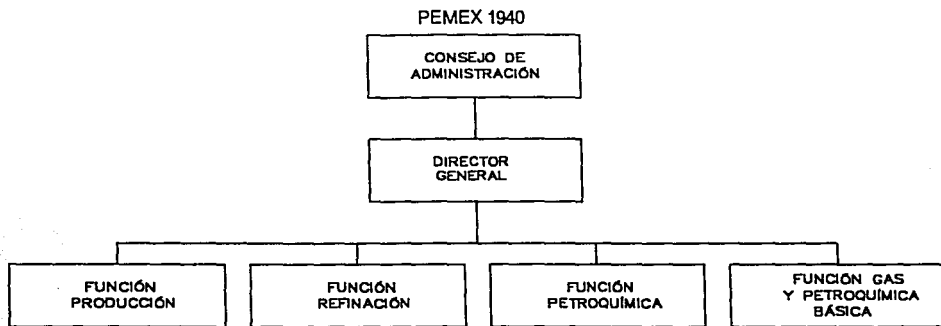 PEMEX 1940
CONSEJO DE
ADMINISTRACIÓN
DIRECTOR
GENERAL
FUNCIÓN
PRODUCCIÓN
FUNCIÓN
REFINACIÓN
FUNCIÓN
PETROQUÍMICA
FUNCIÓN GAS
Y PETROQUÍMICA
BÁSICA